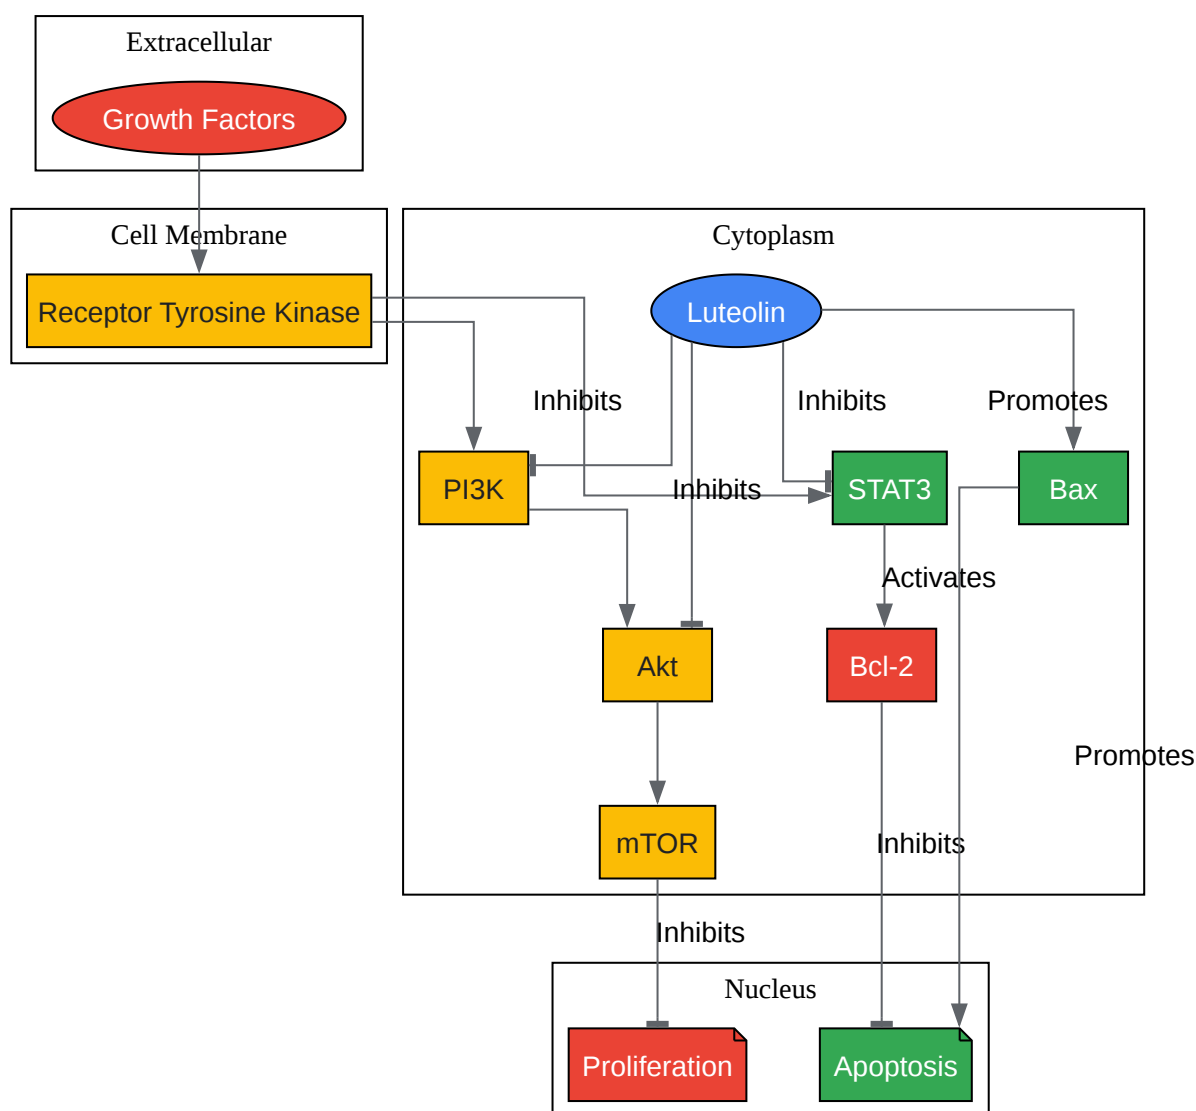 Extracellular
Growth Factors
Cell Membrane
Cytoplasm
Receptor Tyrosine Kinase
Luteolin
Inhibits
Inhibits
Promotes
PI3K
Inhibits
STAT3
Bax
Activates
Akt
Bcl-2
Promotes
mTOR
Inhibits
Inhibits
Nucleus
Proliferation
Apoptosis